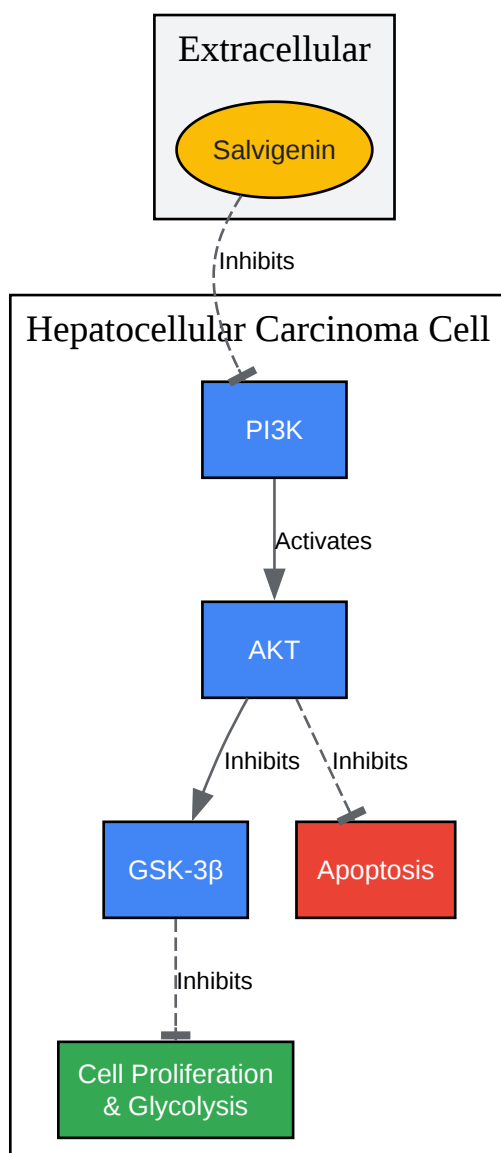 Extracellular
Salvigenin
Inhibits
Hepatocellular Carcinoma Cell
PI3K
Activates
AKT
Inhibits
Inhibits
GSK-3β
Apoptosis
Inhibits
Cell Proliferation
& Glycolysis